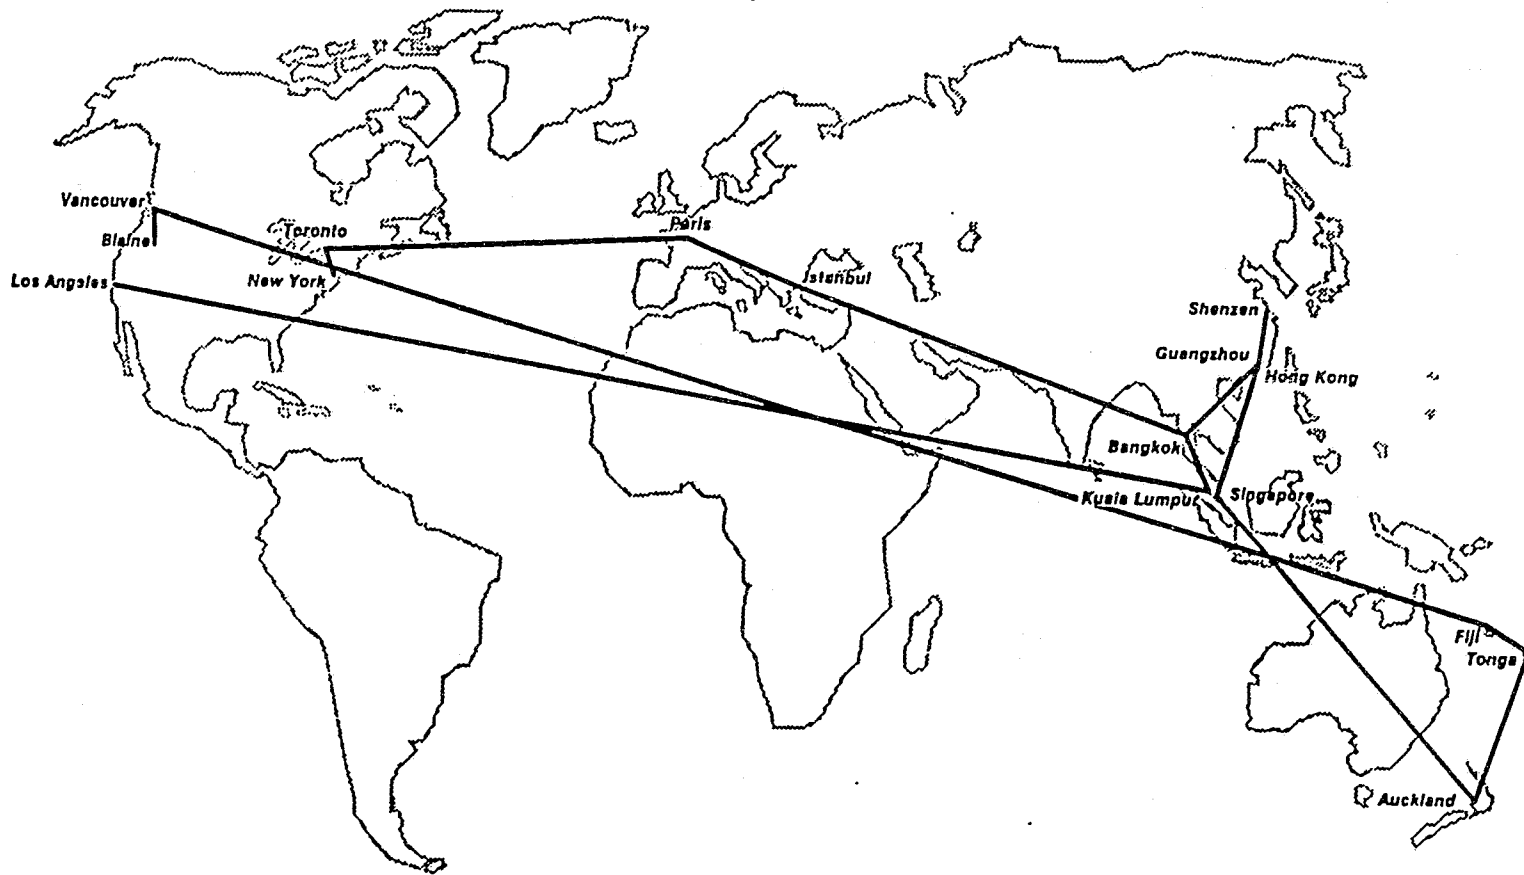 Vancouver
Blaine
Los Angeles
Toronto
New York
Paris
Istanbul
Shenzen
Guangzhou
Hong Kong
Bangkok
Kuala Lumpur
Singapore
Fiji
Tonga
Auckland